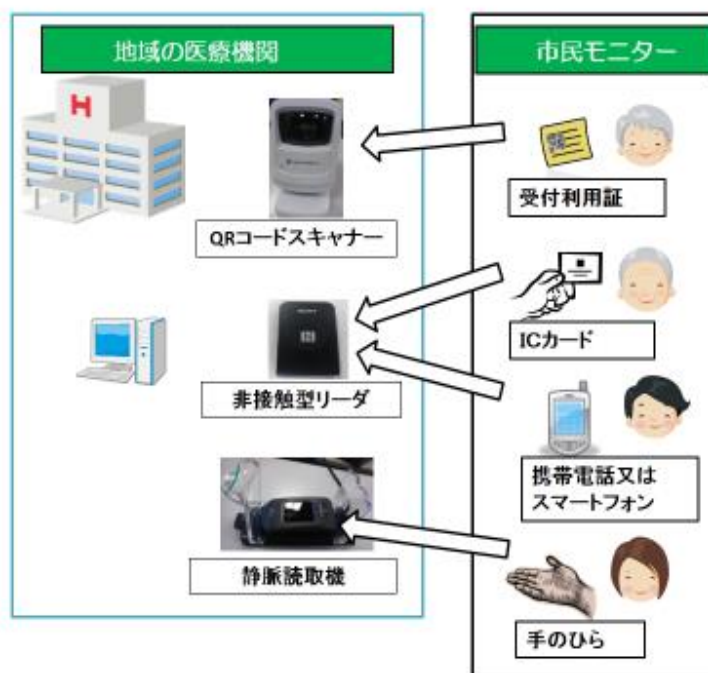 地域の医療機関
市民モニター
H
QRコードスキャナー
受付利用証
ICカード
非接触型リーダ
携帯電話又は
スマートフォン
静脈読取機
手のひら